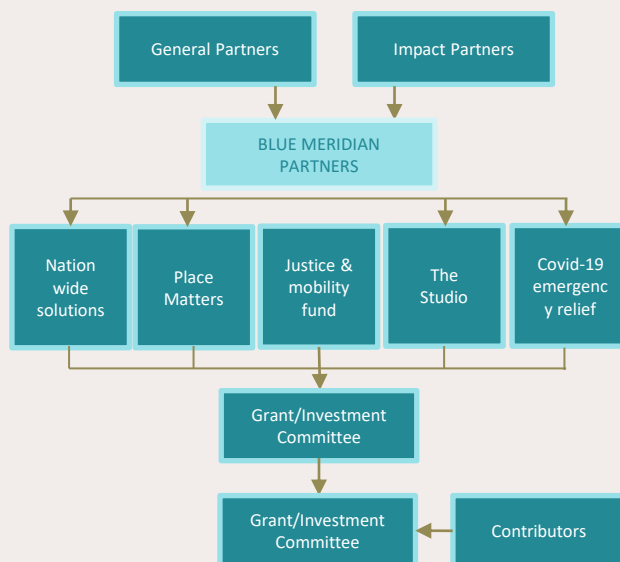 General Partners
Impact Partners
BLUE MERIDIAN
PARTNERS
Nation
wide
solutions
Place
Matters
Justice &
mobility
fund
The
Studio
Covid-19
emergenc
y relief
Grant/Investment
Committee
Grant/Investment
Committee
Contributors